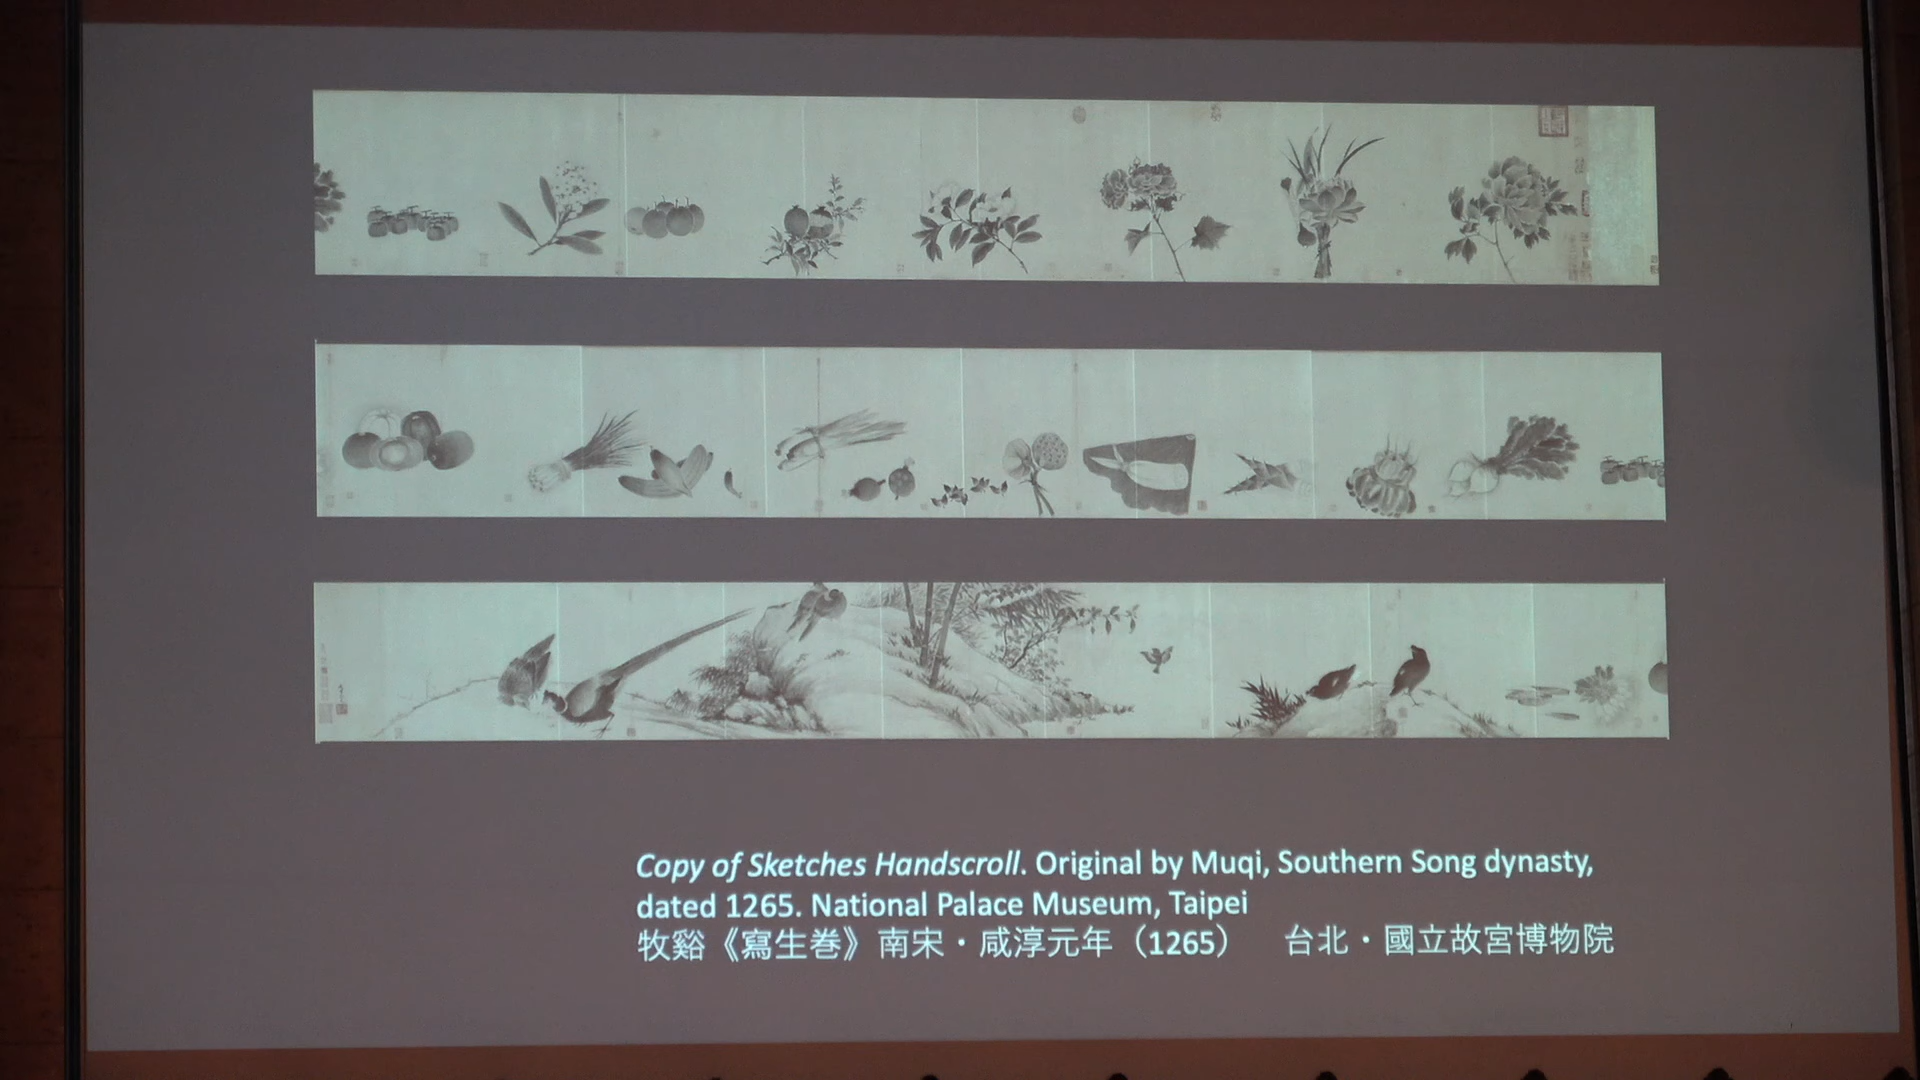 Copy of Sketches Handscroll. Original by Muqi, Southern Song dynasty,
dated 1265. National Palace Museum, Taipei
牧谿《寫生巻》南宋・咸淳元年（1265）　台北・國立故宮博物院